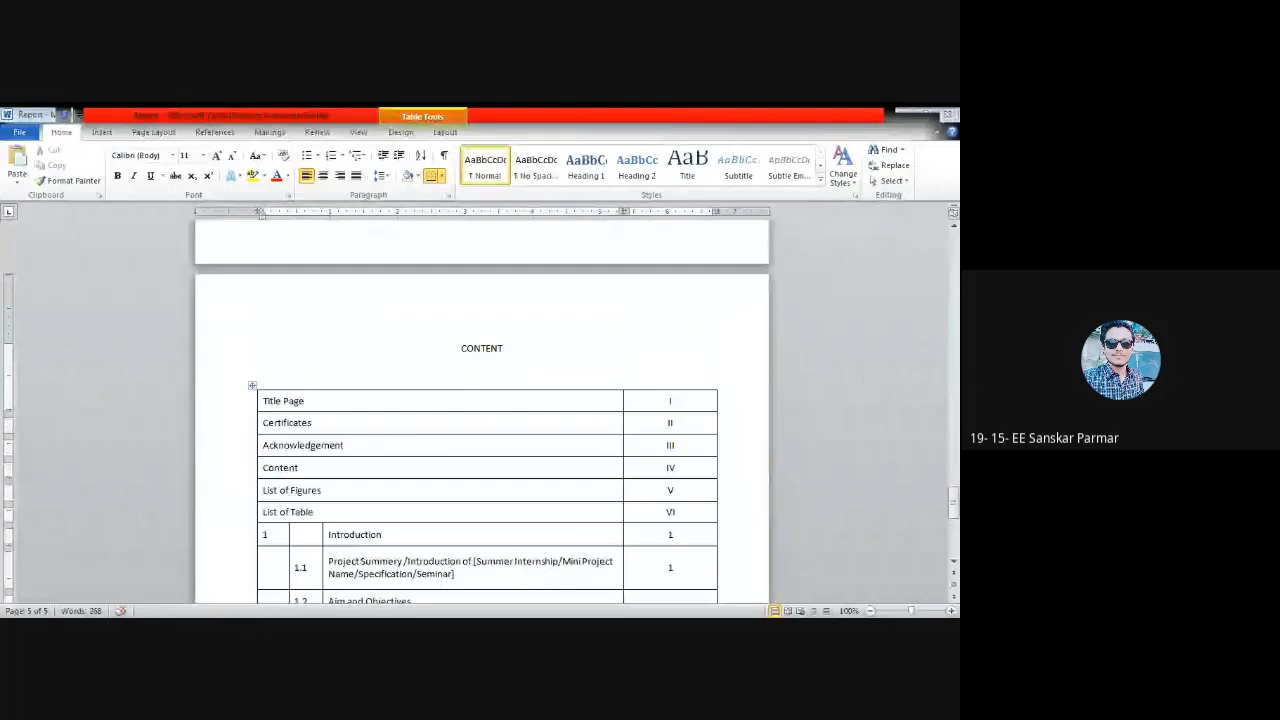 Report - M
Table Tools
File Home Insert Page Layout References Mailings Review View Design Layout
Cut
Copy
Paste
Format Painter
Clipboard
Calibri (Body) 11
Font
Paragraph
AaBbCcDc AaBbCcDc AaBbCc AaBbCc AaB AaBbCc. AaBbCcDc
¶ Normal ¶ No Spaci... Heading 1 Heading 2 Title Subtitle Subtle Em...
Styles
Change
Styles
Find
Replace
Select
Editing
CONTENT
Title Page I
Certificates II
Acknowledgement III
Content IV
List of Figures V
List of Table VI
1 Introduction 1
1.1 Project Summery /Introduction of [Summer Internship/Mini Project
Name/Specification/Seminar] 1
1.2 Aim and Objectives
Page: 5 of 5 Words: 268 100%
19- 15- EE Sanskar Parmar